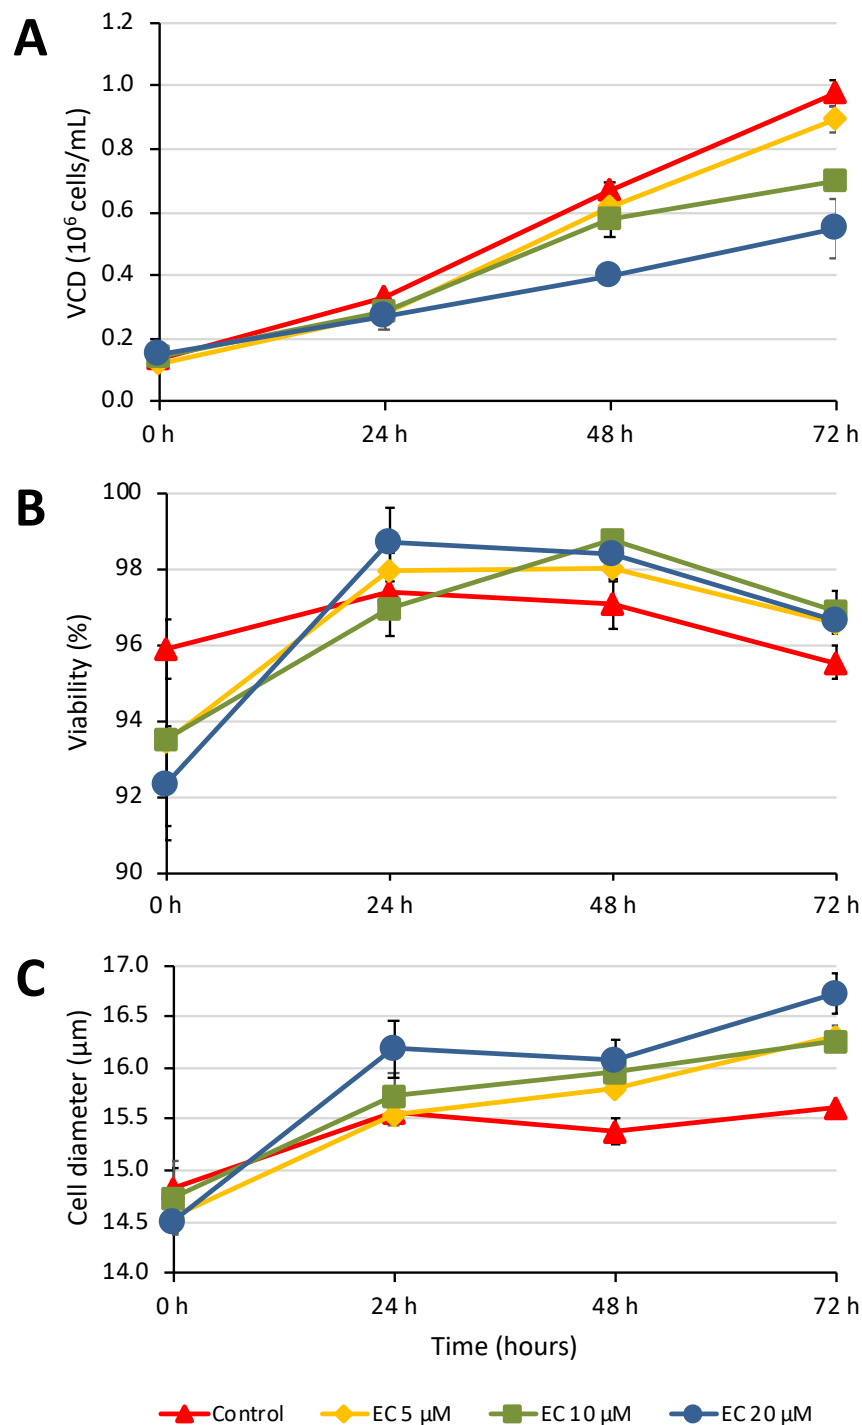 A
VCD (10⁶ cells/mL)
1.2
1.0
0.8
0.6
0.4
0.2
0.0
0 h 24 h 48 h 72 h
B
Viability (%)
100
98
96
94
92
90
0 h 24 h 48 h 72 h
C
Cell diameter (μm)
17.0
16.5
16.0
15.5
15.0
14.5
14.0
0 h 24 h 48 h 72 h
Time (hours)
Control EC 5 μM EC 10 μM EC 20 μM